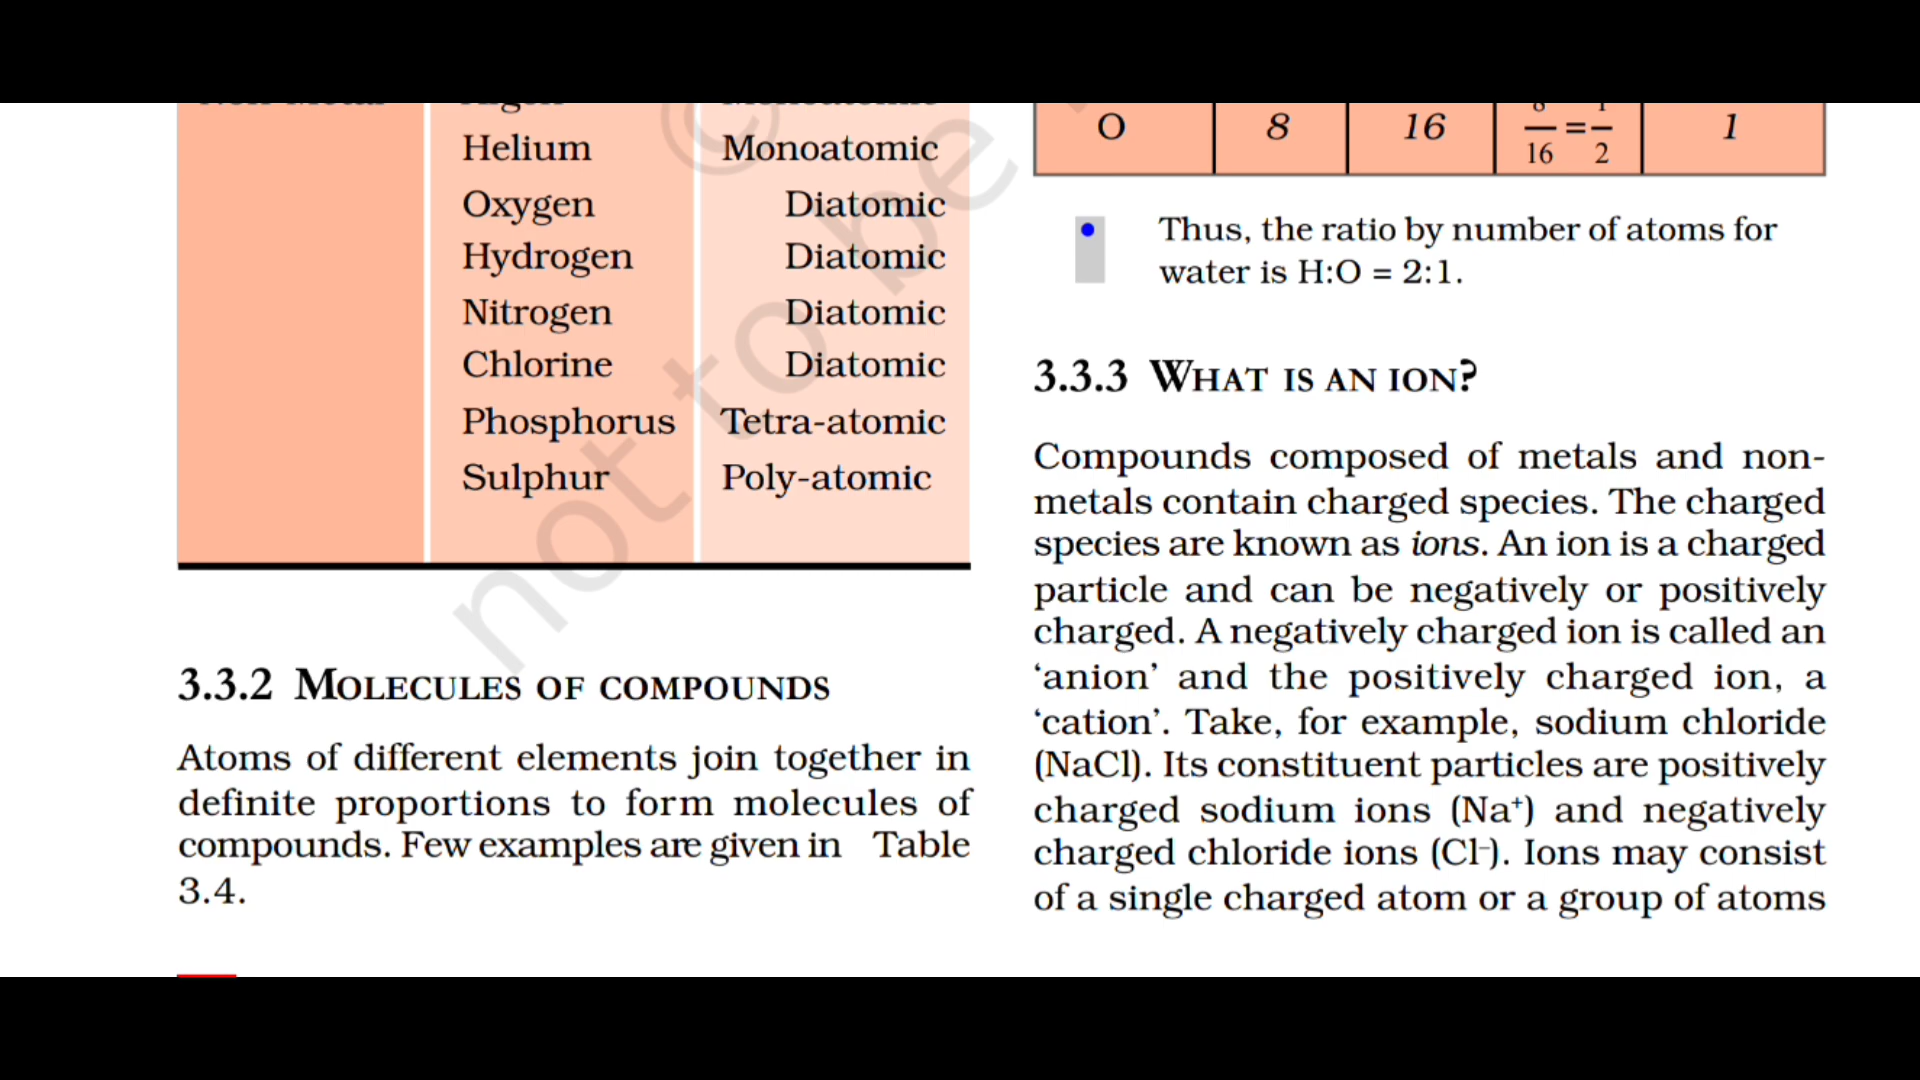 Helium Monoatomic
Oxygen Diatomic
Hydrogen Diatomic
Nitrogen Diatomic
Chlorine Diatomic
Phosphorus Tetra-atomic
Sulphur Poly-atomic
3.3.2 MOLECULES OF COMPOUNDS
Atoms of different elements join together in
definite proportions to form molecules of
compounds. Few examples are given in Table
3.4.
O 8 16 8/16 = 1/2 1
• Thus, the ratio by number of atoms for
water is H:O = 2:1.
3.3.3 WHAT IS AN ION?
Compounds composed of metals and non-
metals contain charged species. The charged
species are known as ions. An ion is a charged
particle and can be negatively or positively
charged. A negatively charged ion is called an
‘anion’ and the positively charged ion, a
‘cation’. Take, for example, sodium chloride
(NaCl). Its constituent particles are positively
charged sodium ions (Na⁺) and negatively
charged chloride ions (Cl⁻). Ions may consist
of a single charged atom or a group of atoms
© not to be